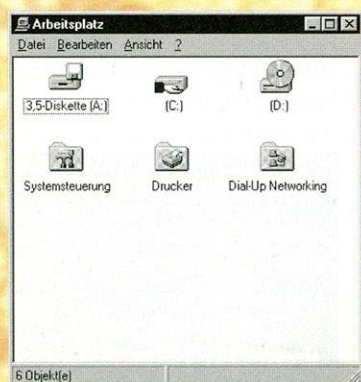 Arbeitsplatz
Datei Bearbeiten Ansicht ?
3,5-Diskette (A:) (C:) (D:)
Systemsteuerung Drucker Dial-Up Networking
6 Objekt(e)